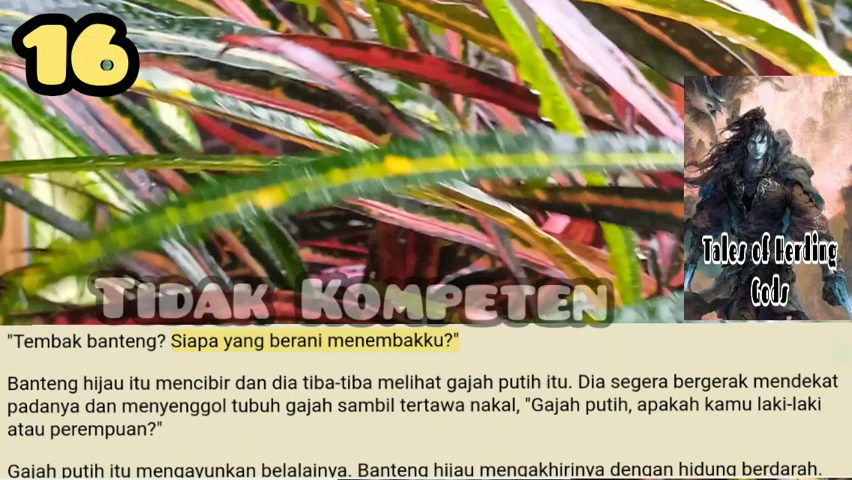 16
Tales of Herding
Gods
Tidak Kompeten
"Tembak banteng? Siapa yang berani menembakku?"
Banteng hijau itu mencibir dan dia tiba-tiba melihat gajah putih itu. Dia segera bergerak mendekat
padanya dan menyenggol tubuh gajah sambil tertawa nakal, "Gajah putih, apakah kamu laki-laki
atau perempuan?"
Gajah putih itu mengayunkan belalainya. Banteng hijau mengakhirinya dengan hidung berdarah.